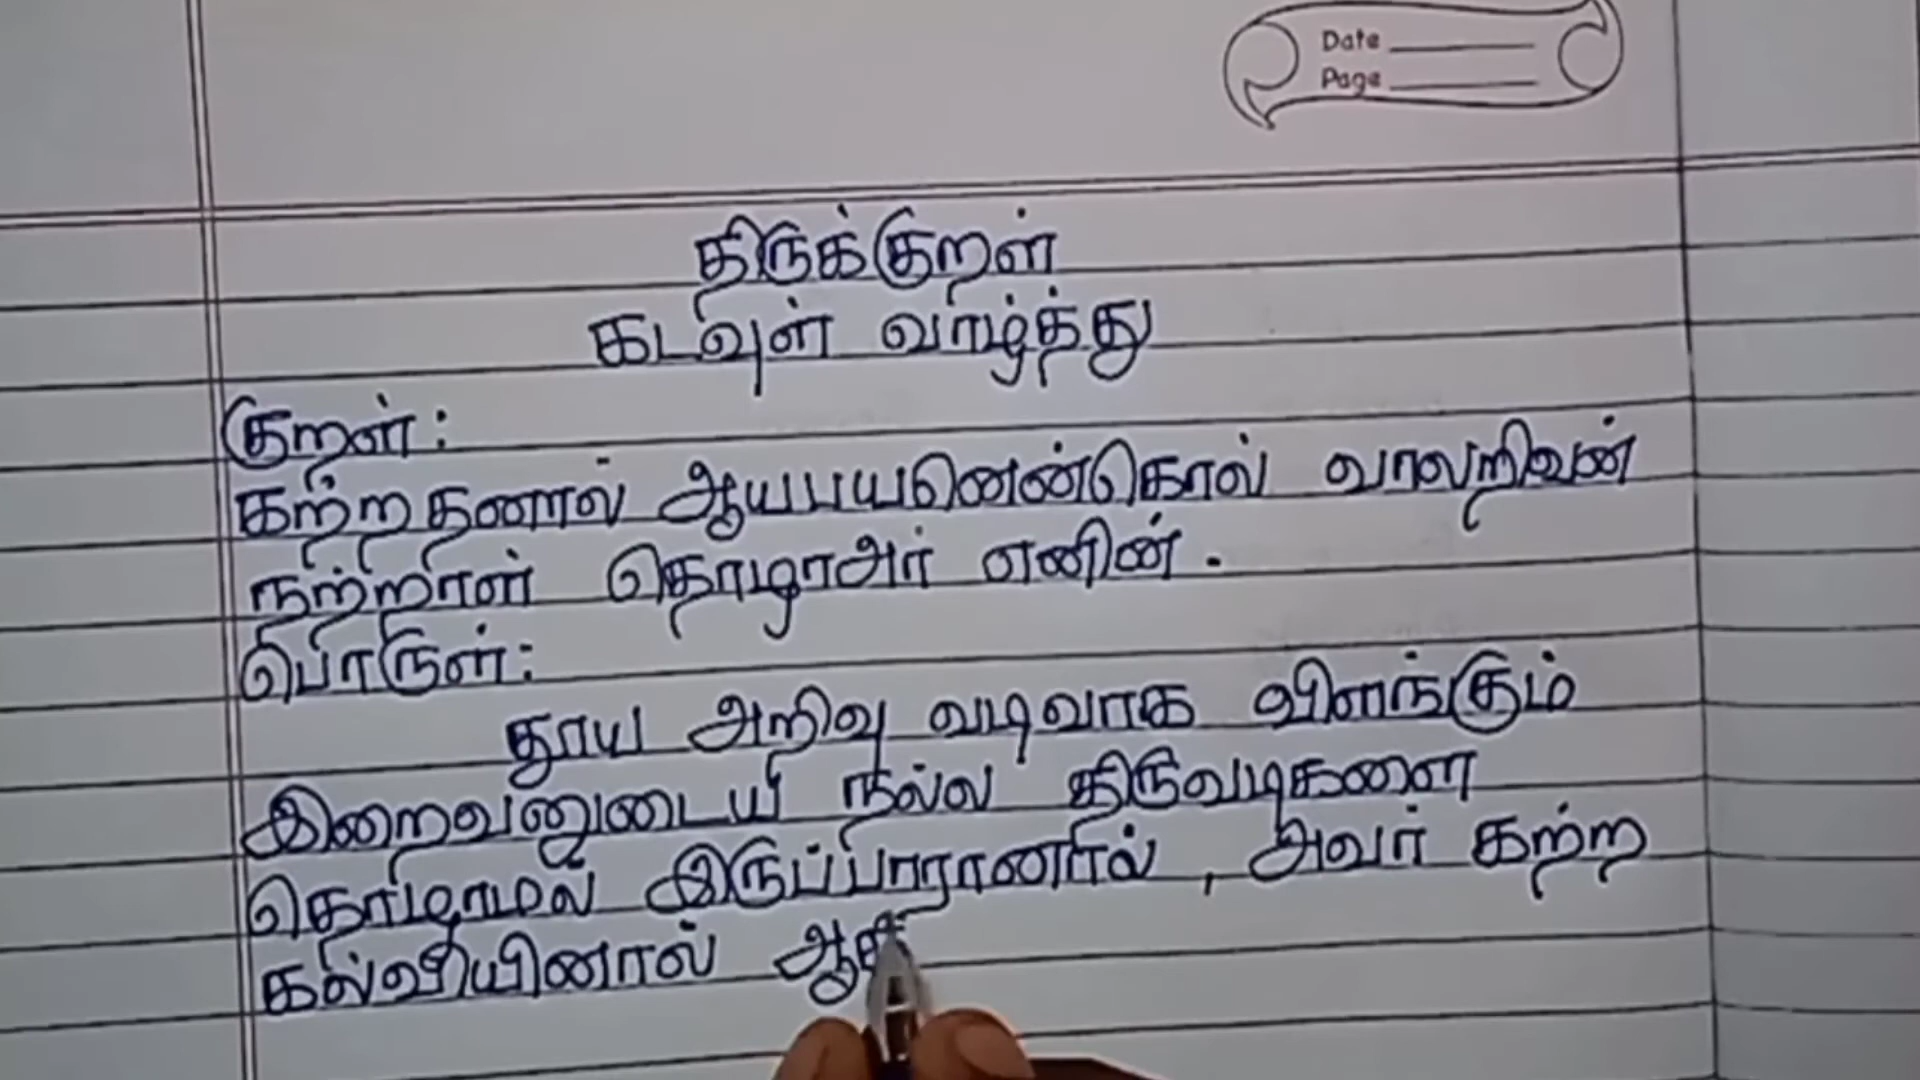 Date
Page
திருக்குறள்
கடவுள் வாழ்த்து
குறள்:
கற்றதனால் ஆயபயனென்கொல் வாலறிவன்
நற்றாள் தொழாஅர் எனின்.
பொருள்:
தூய அறிவு வடிவாக விளங்கும்
இறைவனுடைய நல்ல திருவடிகளை
தொழாமல் இருப்பாரானால், அவர் கற்ற
கல்வியினால் ஆ